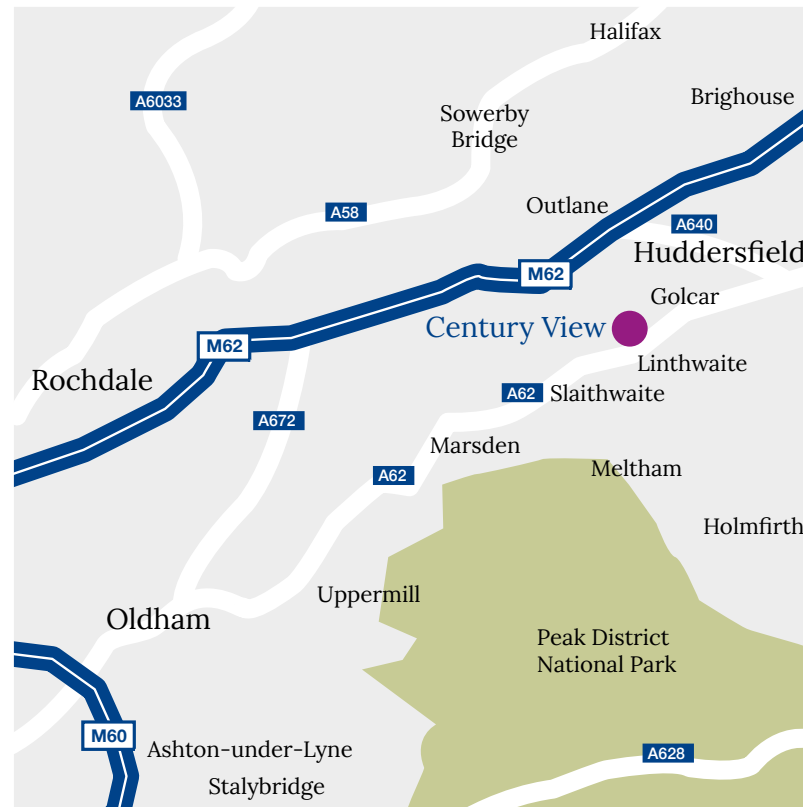 Halifax
A6033
Brighouse
Sowerby
Bridge
Outlane
A58
A640
Huddersfield
M62
Golcar
Century View
M62
Linthwaite
Rochdale
A62
Slaithwaite
A672
Marsden
A62
Meltham
Holmfirth
Uppermill
Oldham
Peak District
National Park
M60
Ashton-under-Lyne
A628
Stalybridge